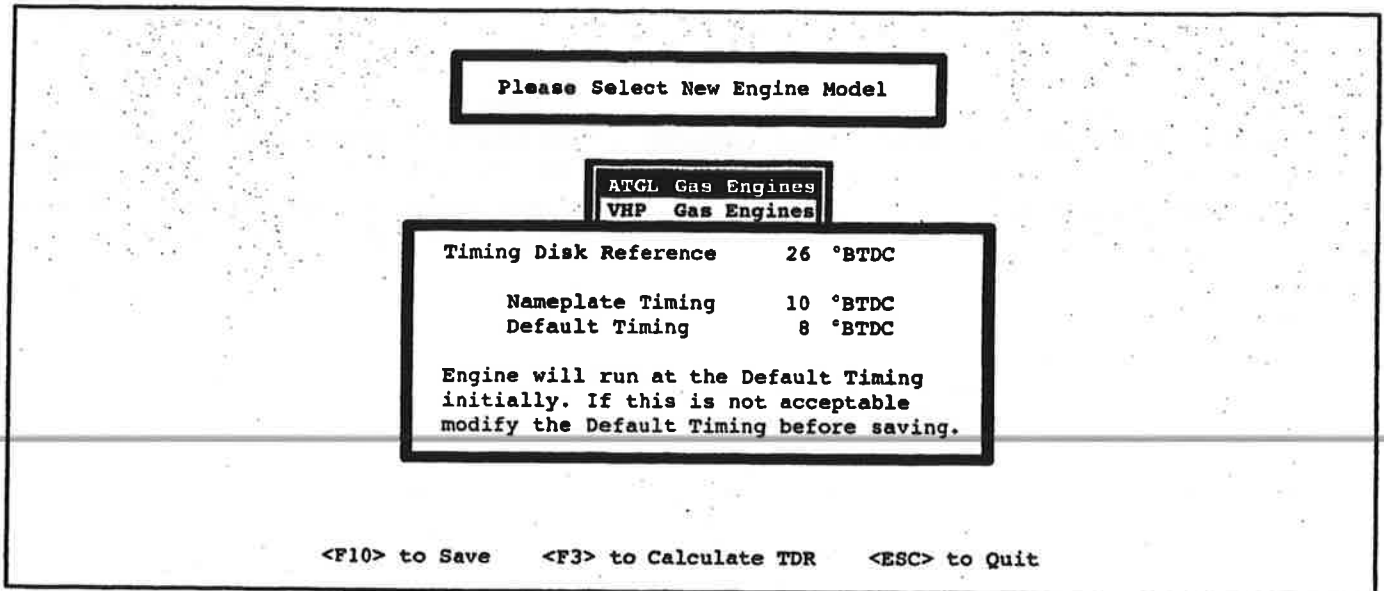 Please Select New Engine Model
ATGL Gas Engines
VHP Gas Engines
Timing Disk Reference 26 °BTDC
Nameplate Timing 10 °BTDC
Default Timing 8 °BTDC
Engine will run at the Default Timing
initially. If this is not acceptable
modify the Default Timing before saving.
<F10> to Save <F3> to Calculate TDR <ESC> to Quit